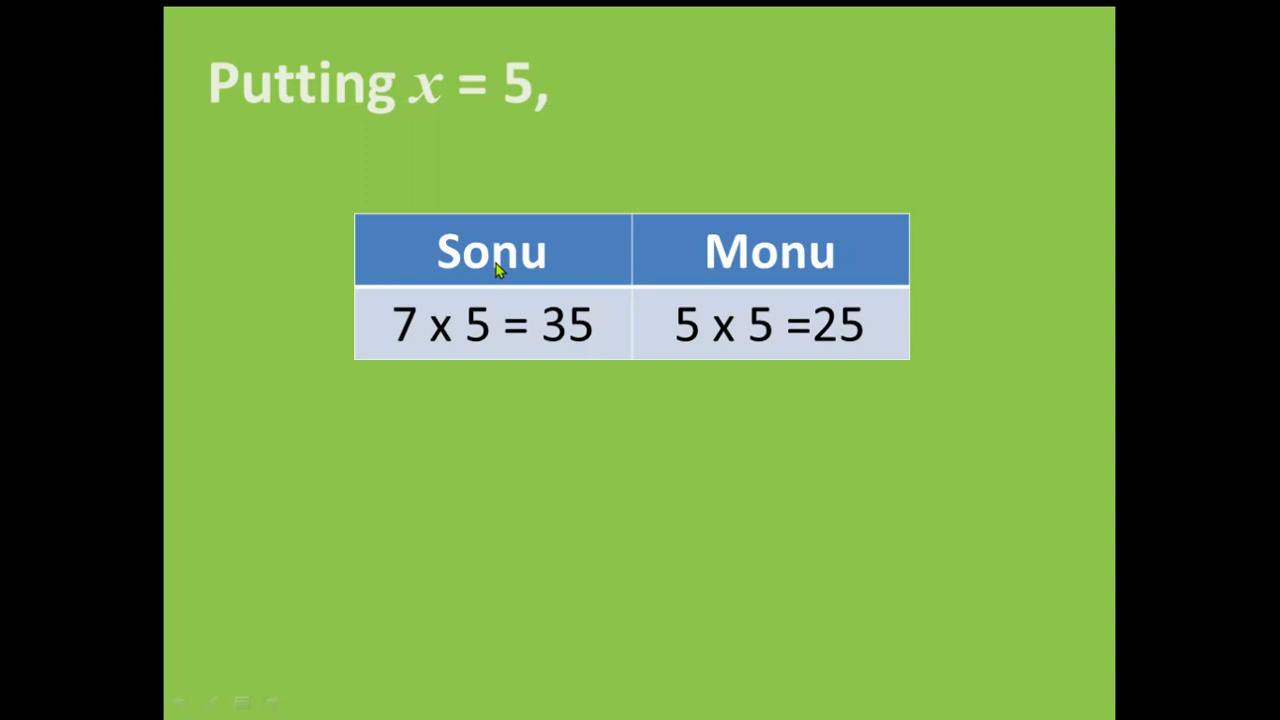 Putting x = 5,
Sonu Monu
7 x 5 = 35 5 x 5 =25